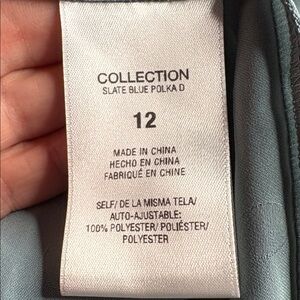 COLLECTION
SLATE BLUE POLKA D
12
MADE IN CHINA
HECHO EN CHINA
FABRIQUÉ EN CHINE
SELF/ DE LA MISMA TELA/
AUTO-AJUSTABLE:
100% POLYESTER/ POLIÉSTER/
POLYESTER